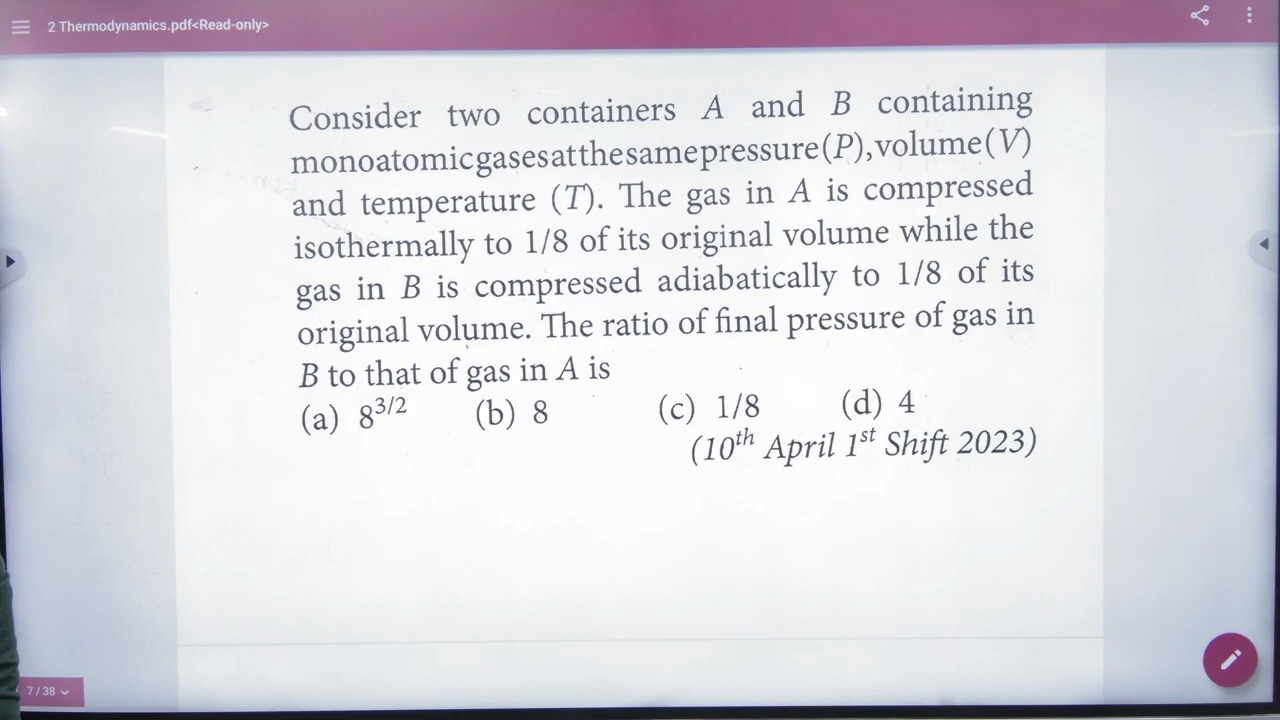 2 Thermodynamics.pdf<Read-only>
Consider two containers A and B containing
monoatomicgasesatthesamepressure(P),volume(V)
and temperature (T). The gas in A is compressed
isothermally to 1/8 of its original volume while the
gas in B is compressed adiabatically to 1/8 of its
original volume. The ratio of final pressure of gas in
B to that of gas in A is
(a) 8^{3/2} (b) 8 (c) 1/8 (d) 4
(10th April 1st Shift 2023)
7 / 38